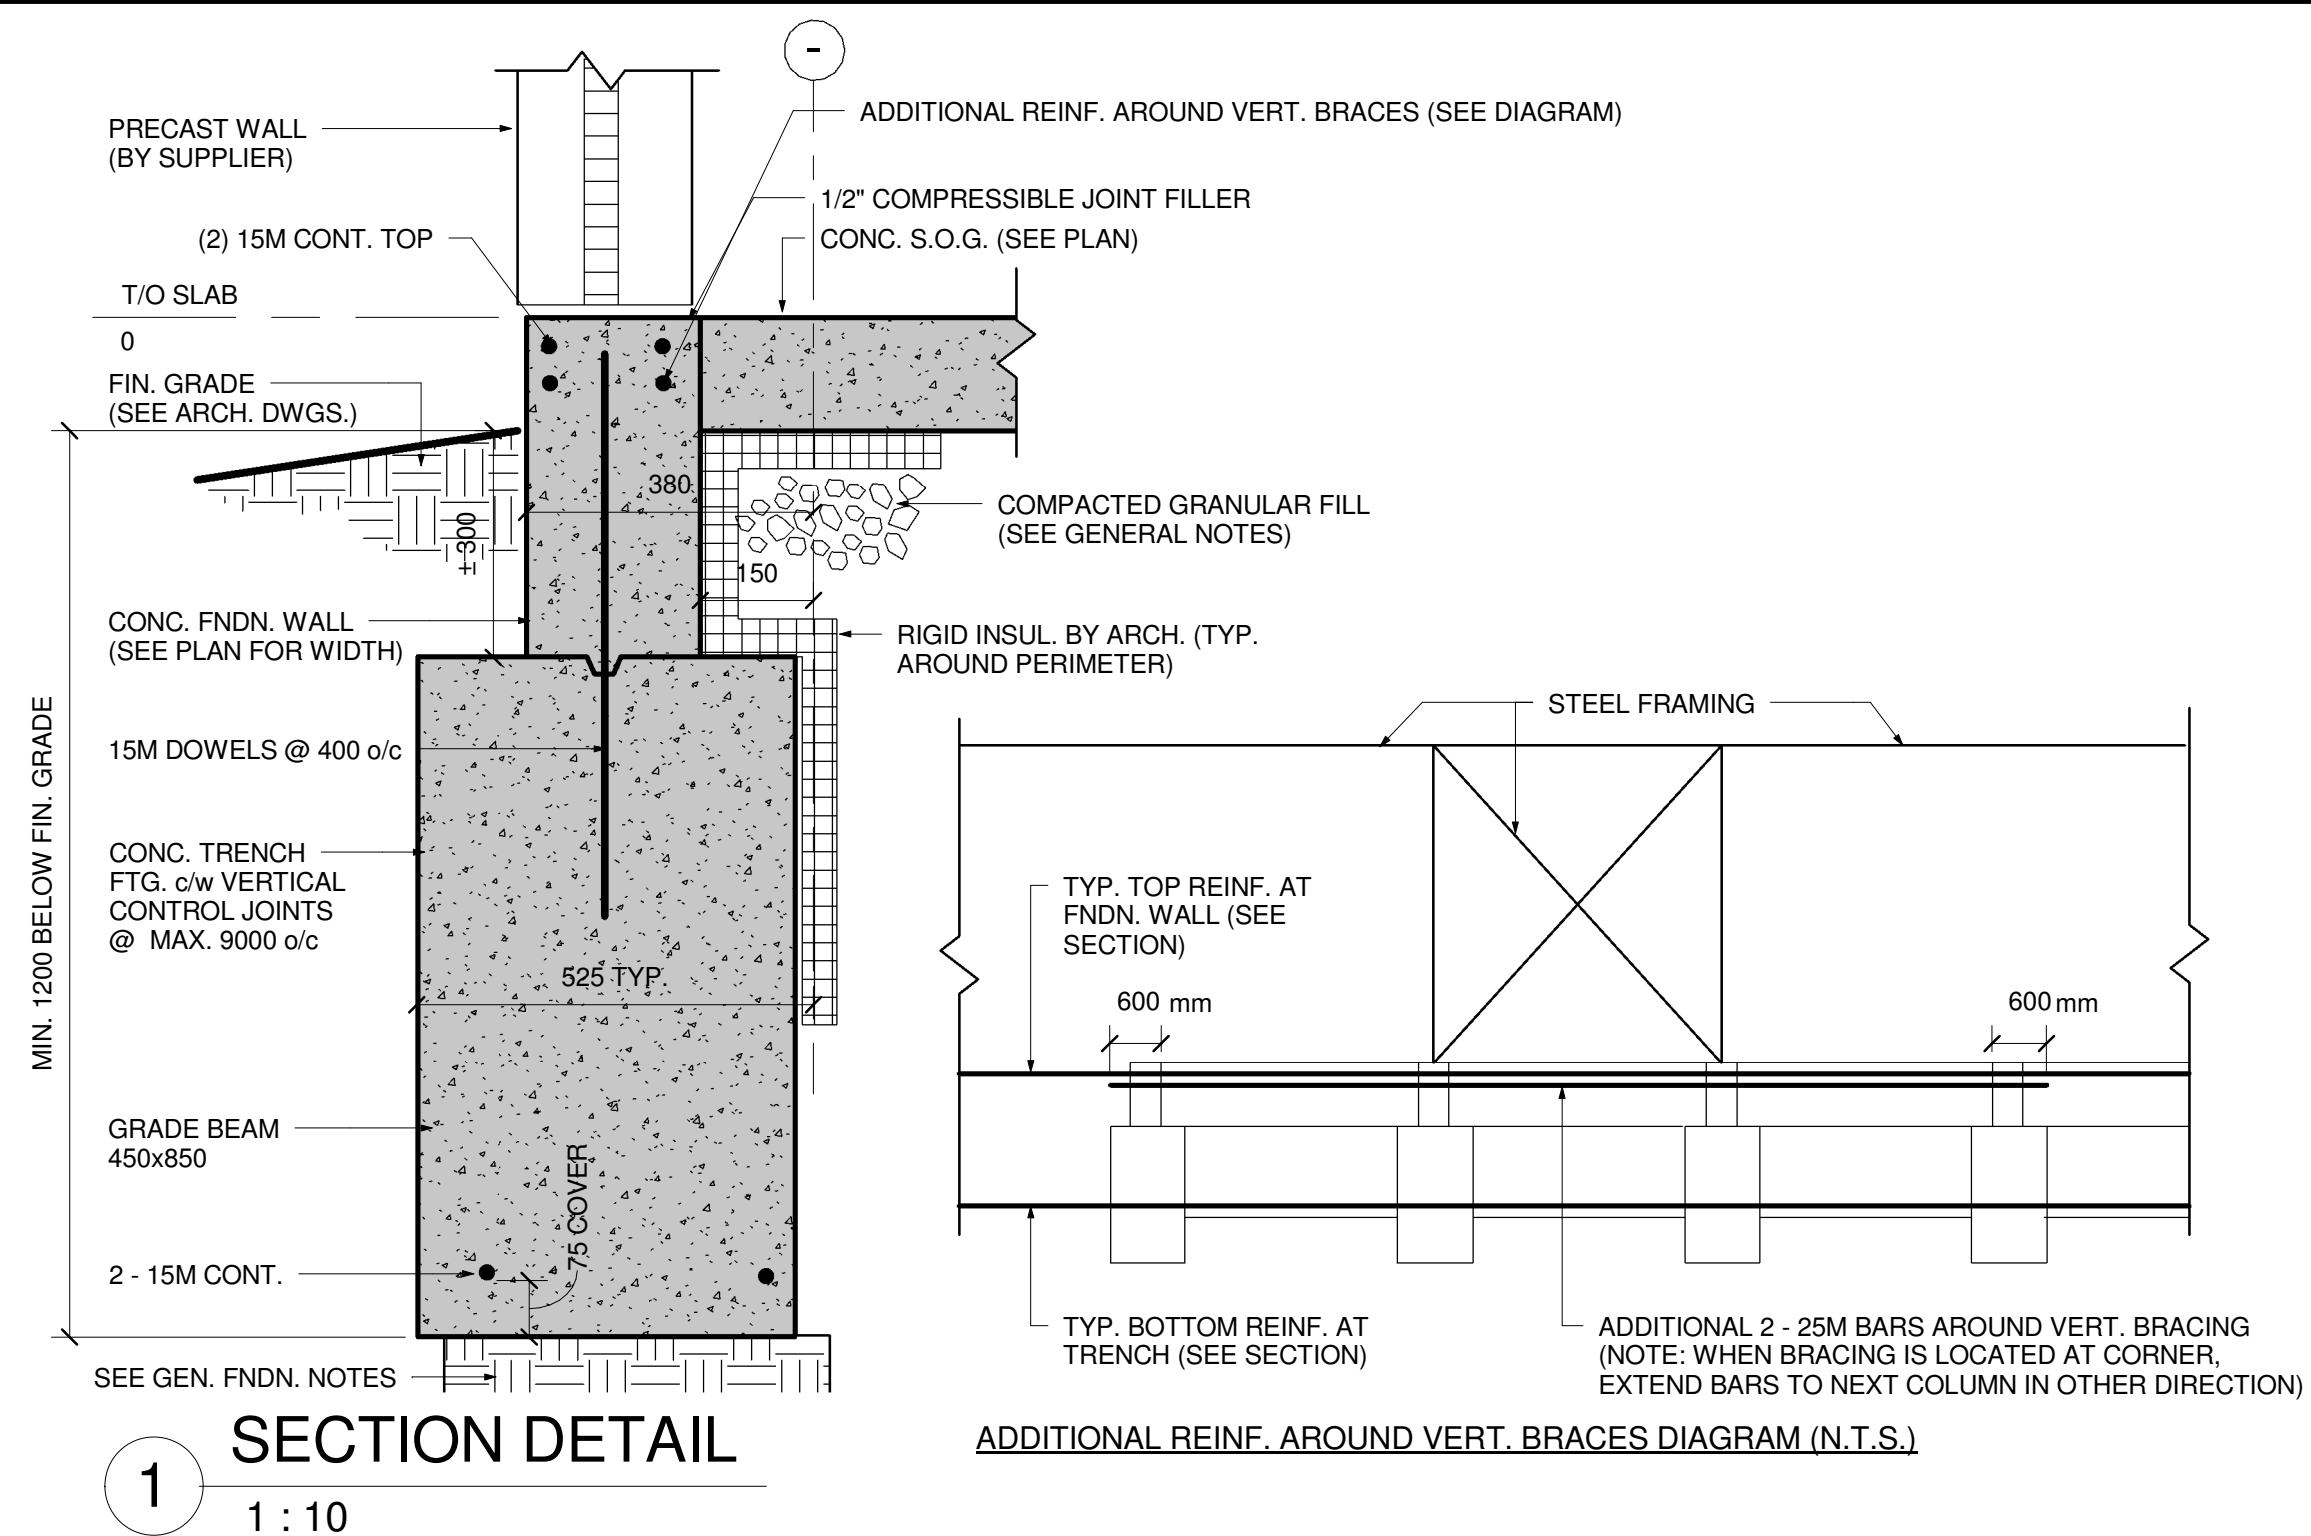 -
ADDITIONAL REINF. AROUND VERT. BRACES (SEE DIAGRAM)
PRECAST WALL
(BY SUPPLIER)
1/2" COMPRESSIBLE JOINT FILLER
(2) 15M CONT. TOP
CONC. S.O.G. (SEE PLAN)
T/O SLAB
0
FIN. GRADE
(SEE ARCH. DWGS.)
380
COMPACTED GRANULAR FILL
(SEE GENERAL NOTES)
± 300
150
CONC. FNDN. WALL
(SEE PLAN FOR WIDTH)
RIGID INSUL. BY ARCH. (TYP.
AROUND PERIMETER)
MIN. 1200 BELOW FIN. GRADE
15M DOWELS @ 400 o/c
CONC. TRENCH
FTG. c/w VERTICAL
CONTROL JOINTS
@ MAX. 9000 o/c
525 TYP.
GRADE BEAM
450x850
75 COVER
2 - 15M CONT.
SEE GEN. FNDN. NOTES
1
SECTION DETAIL
1 : 10
STEEL FRAMING
TYP. TOP REINF. AT
FNDN. WALL (SEE
SECTION)
600 mm
600 mm
TYP. BOTTOM REINF. AT
TRENCH (SEE SECTION)
ADDITIONAL 2 - 25M BARS AROUND VERT. BRACING
(NOTE: WHEN BRACING IS LOCATED AT CORNER,
EXTEND BARS TO NEXT COLUMN IN OTHER DIRECTION)
ADDITIONAL REINF. AROUND VERT. BRACES DIAGRAM (N.T.S.)